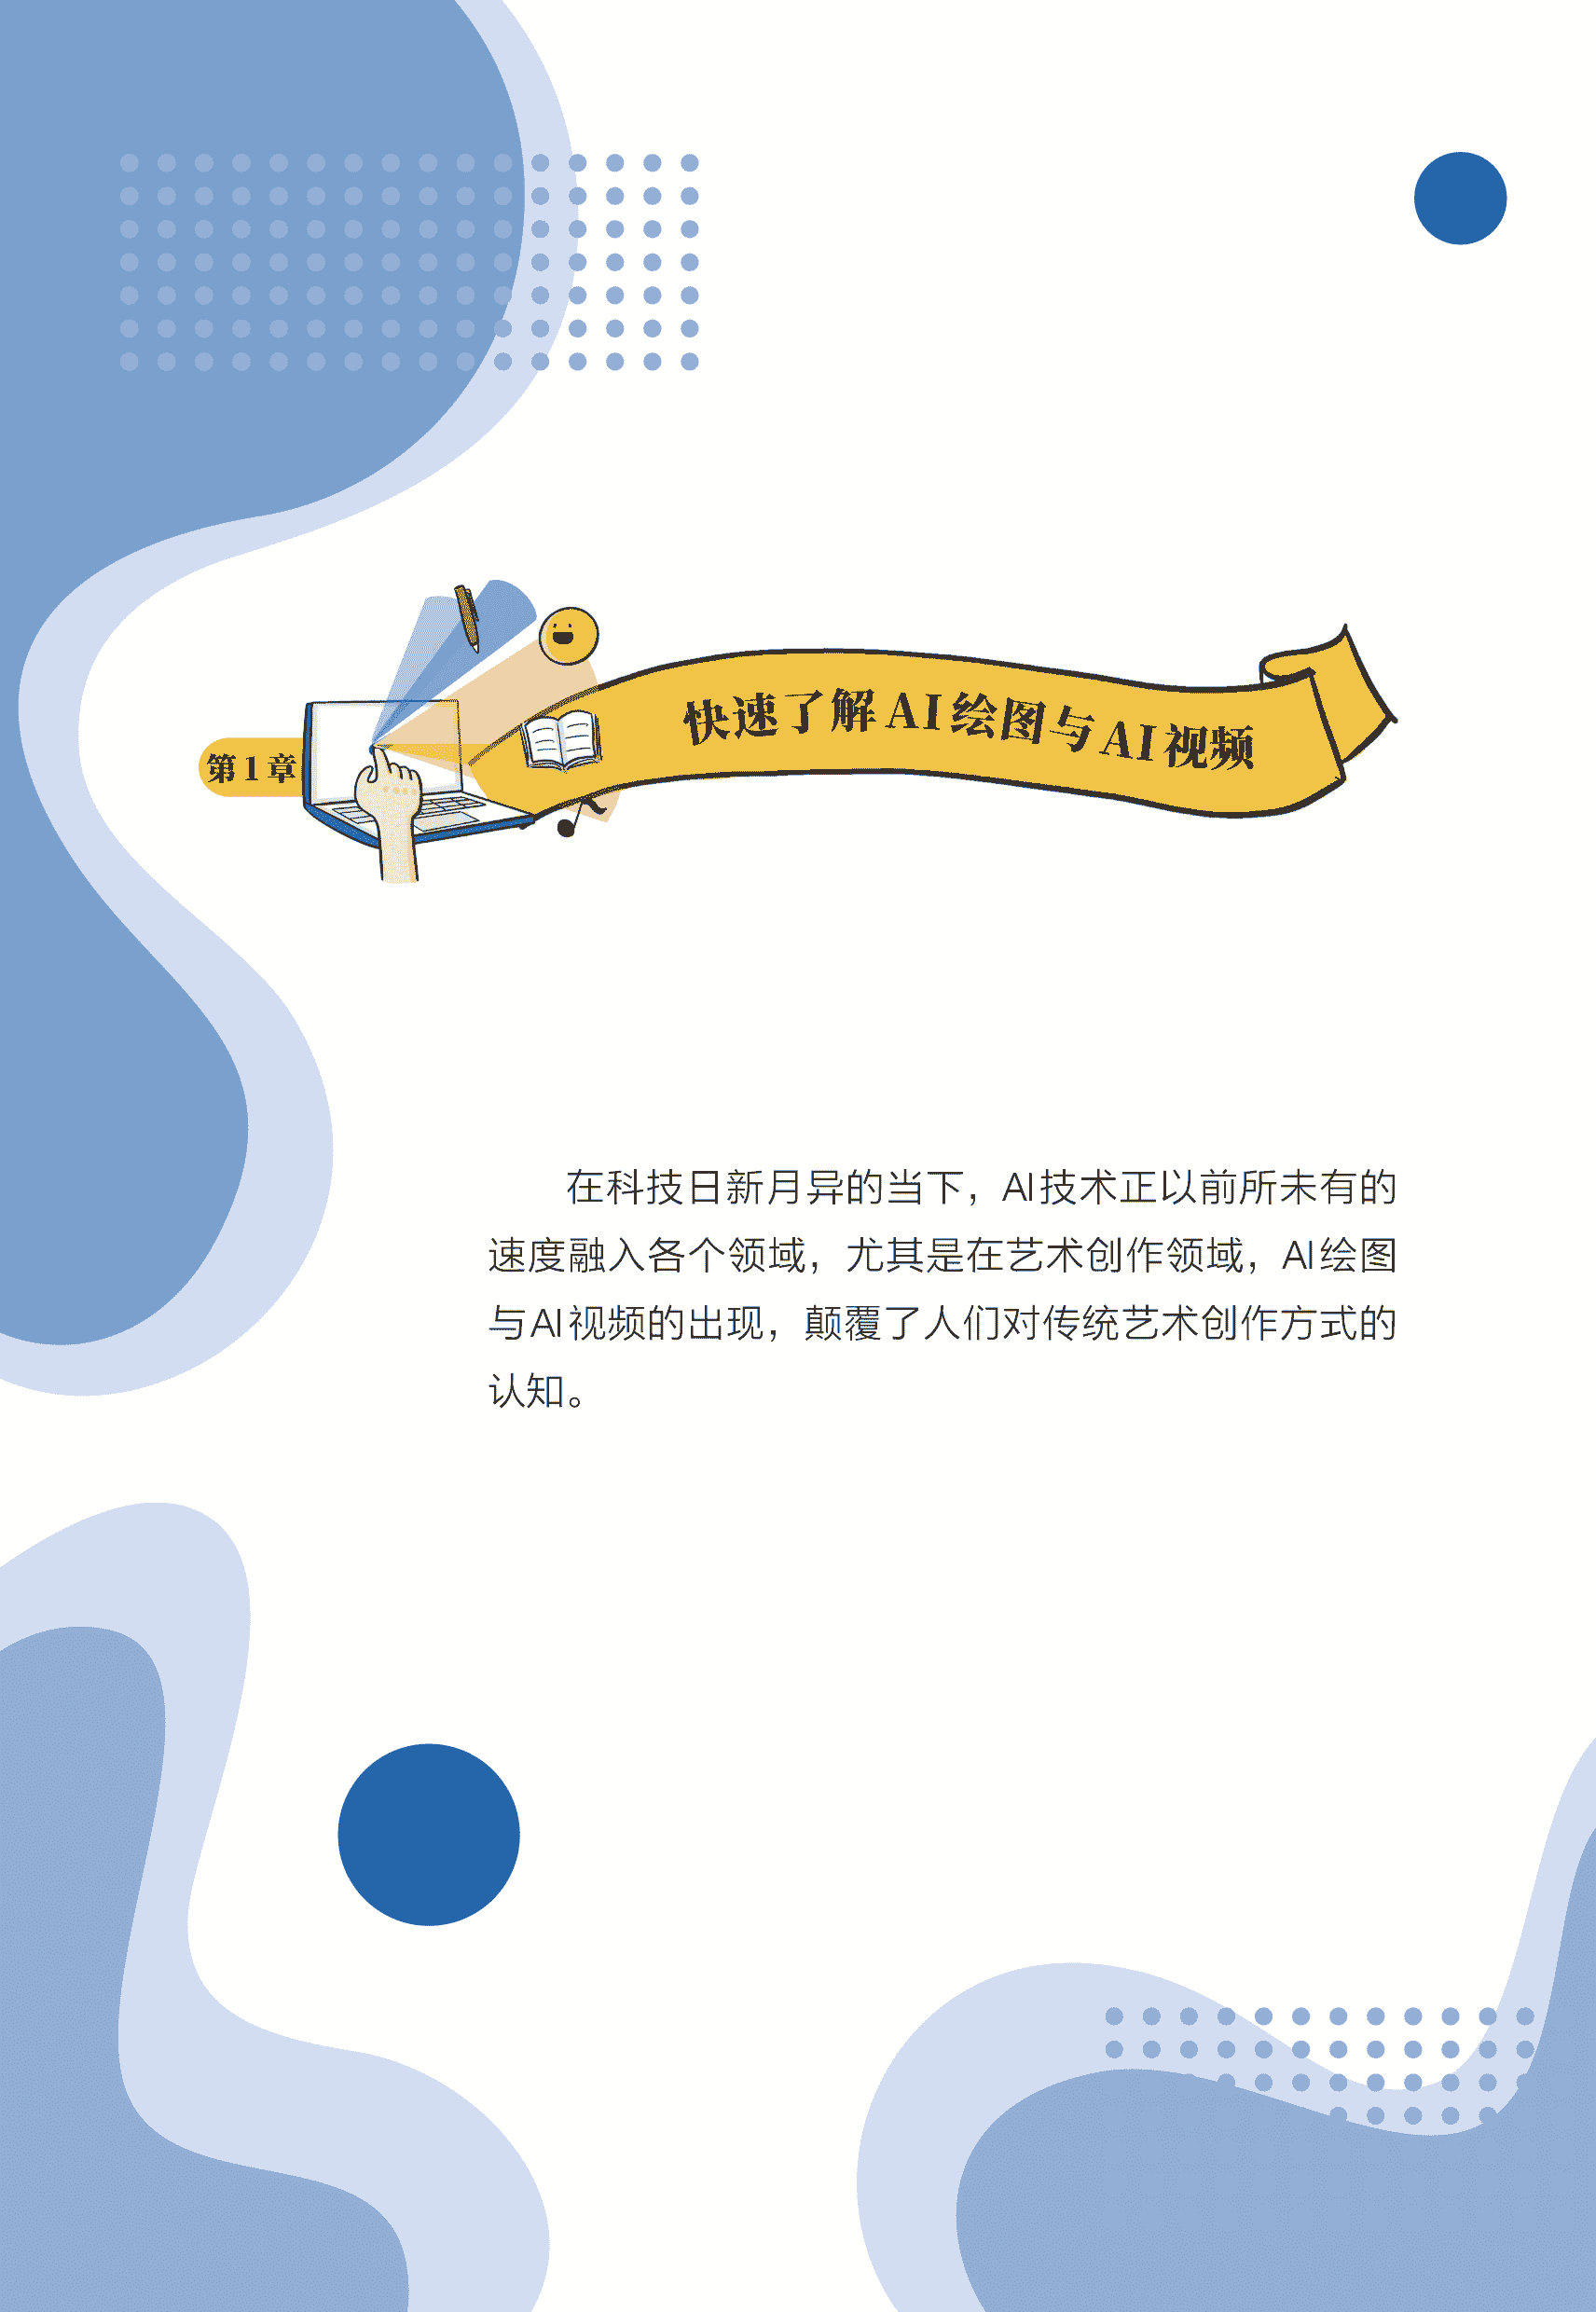 第1章
快速了解AI绘图与AI视频
在科技日新月异的当下，AI技术正以前所未有的
速度融入各个领域，尤其是在艺术创作领域，AI绘图
与AI视频的出现，颠覆了人们对传统艺术创作方式的
认知。